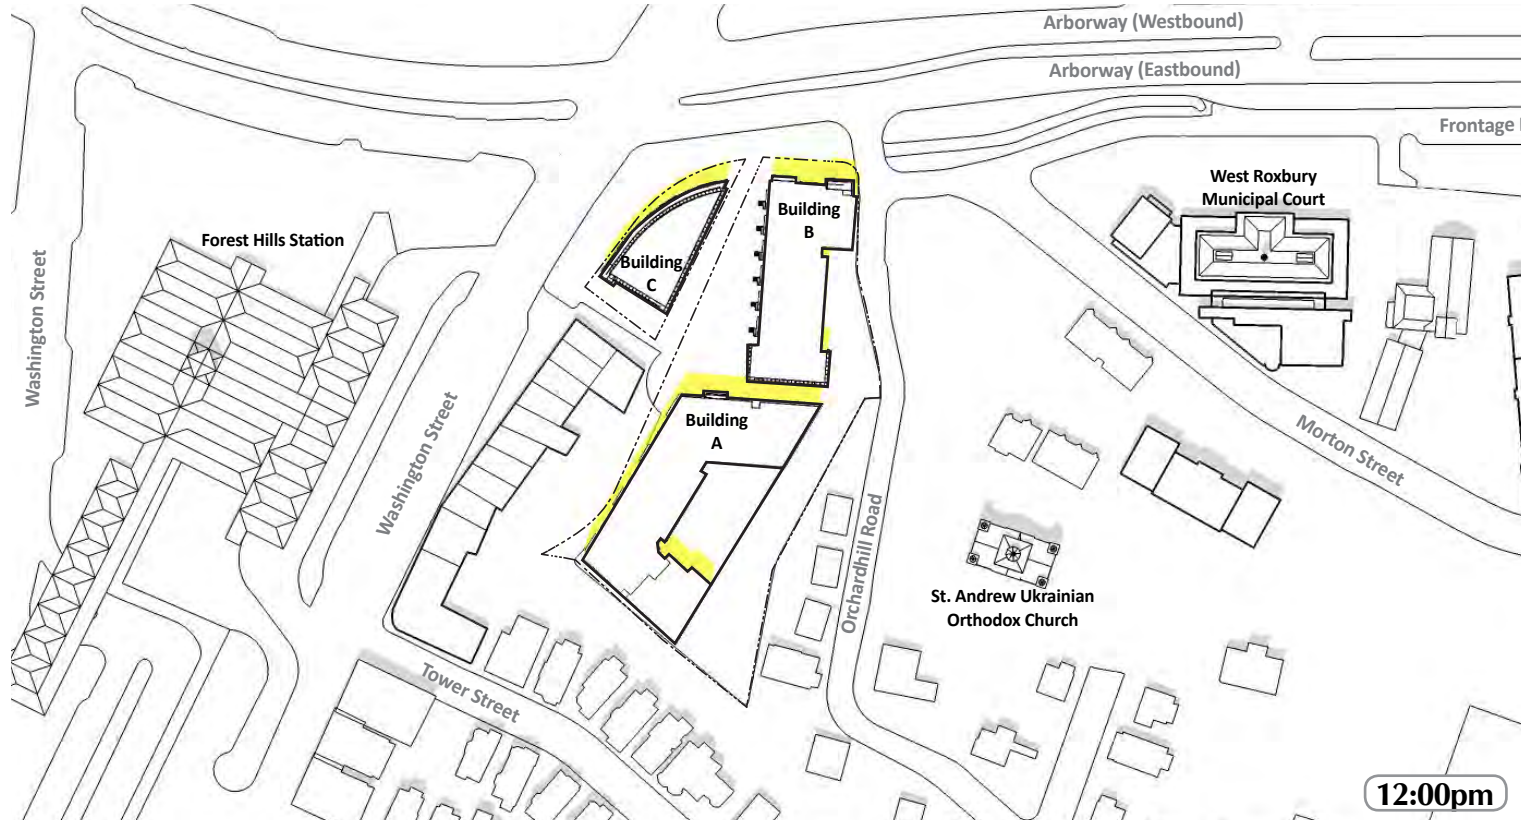 Arborway (Westbound)
Arborway (Eastbound)
Frontage
West Roxbury
Municipal Court
Building
B
Forest Hills Station
Building
C
Washington Street
Washington Street
Building
A
Morton Street
Orchardhill Road
St. Andrew Ukrainian
Orthodox Church
Tower Street
12:00pm